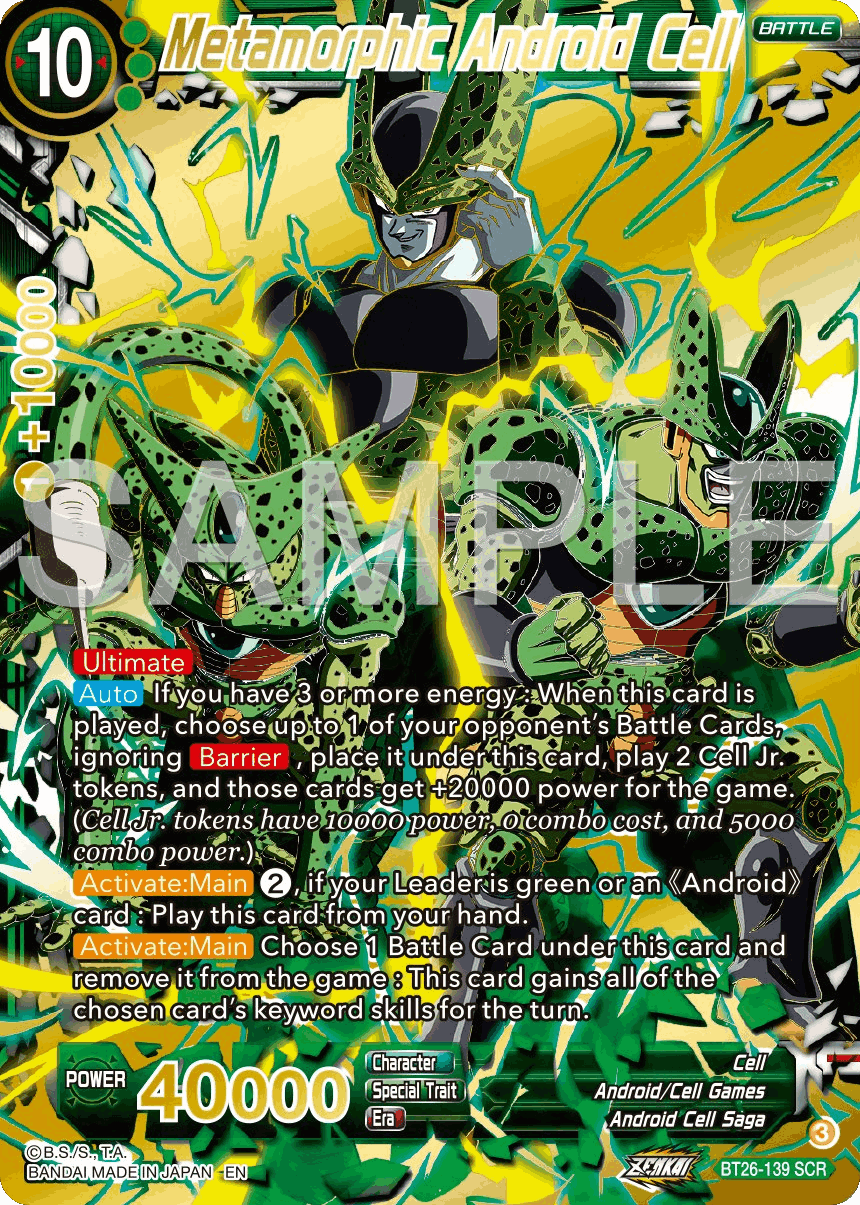 10
Metamorphic Android Cell
BATTLE
1 +10000
SAMPLE
Ultimate
Auto If you have 3 or more energy : When this card is
played, choose up to 1 of your opponent's Battle Cards,
ignoring Barrier , place it under this card, play 2 Cell Jr.
tokens, and those cards get +20000 power for the game.
(Cell Jr. tokens have 10000 power, 0 combo cost, and 5000
combo power.)
Activate:Main 2, if your Leader is green or an 《Android》
card : Play this card from your hand.
Activate:Main Choose 1 Battle Card under this card and
remove it from the game : This card gains all of the
chosen card's keyword skills for the turn.
POWER 40000
Character Cell
Special Trait Android/Cell Games
Era Android Cell Saga
3
©B.S./S., T.A.
BANDAI MADE IN JAPAN EN
ZENKAI
BT26-139 SCR